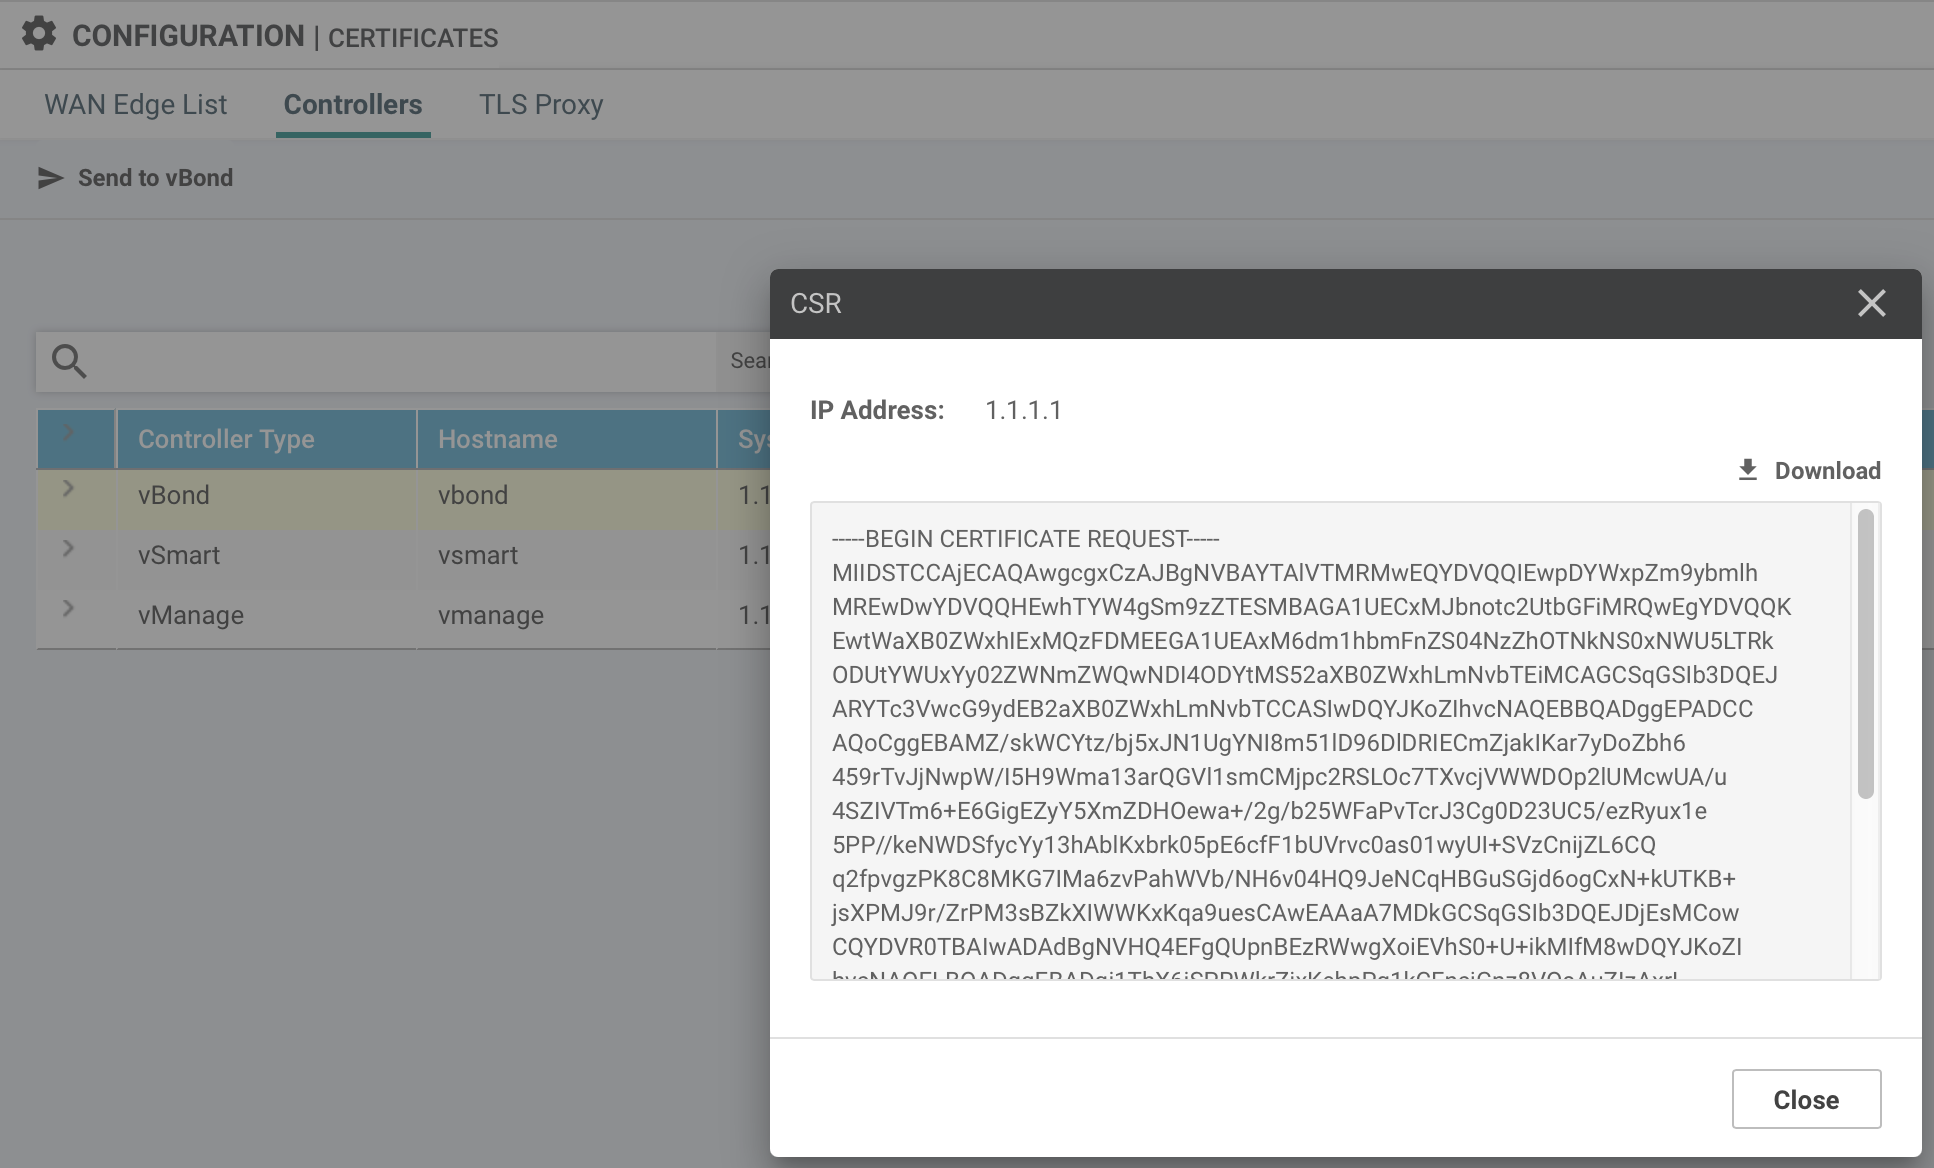 CONFIGURATION | CERTIFICATES
WAN Edge List Controllers TLS Proxy
Send to vBond
Controller Type Hostname
vBond vbond 1.1
vSmart vsmart 1.1
vManage vmanage 1.1
CSR
IP Address: 1.1.1.1
Download
-----BEGIN CERTIFICATE REQUEST-----
MIIDSTCCAjECAQAwgcgxCzAJBgNVBAYTAlVTMRMwEQYDVQQIEwpDYWxpZm9ybmlh
MREwDwYDVQQHEwhTYW4gSm9zZTESMBAGA1UECxMJbnotc2UtbGFiMRQwEgYDVQQK
EwtWaXB0ZWxhIExMQzFDMEEGA1UEAxM6dm1hbmFnZS04NzZhOTNkNS0xNWU5LTRk
ODUtYWUxYy02ZWNmZWQwNDI4ODYtMS52aXB0ZWxhLmNvbTEiMCAGCSqGSIb3DQEJ
ARYTc3VwcG9ydEB2aXB0ZWxhLmNvbTCCASIwDQYJKoZIhvcNAQEBBQADggEPADCC
AQoCggEBAMZ/skWCYtz/bj5xJN1UgYNI8m51lD96DlDRIECmZjakIKar7yDoZbh6
459rTvJjNwpW/I5H9Wma13arQGVl1smCMjpc2RSLOc7TXvcjVWWDOp2lUMcwUA/u
4SZIVTm6+E6GigEZyY5XmZDHOewa+/2g/b25WFaPvTcrJ3Cg0D23UC5/ezRyux1e
5PP//keNWDSfycYy13hAblKxbrk05pE6cfF1bUVrvc0as01wyUI+SVzCnijZL6CQ
q2fpvgzPK8C8MKG7IMa6zvPahWVb/NH6v04HQ9JeNCqHBGuSGjd6ogCxN+kUTKB+
jsXPMJ9r/ZrPM3sBZkXIWWKxKqa9uesCAwEAAaA7MDkGCSqGSIb3DQEJDjEsMCow
CQYDVR0TBAIwADAdBgNVHQ4EFgQUpnBEzRWwgXoiEVhS0+U+ikMIfM8wDQYJKoZI
Close